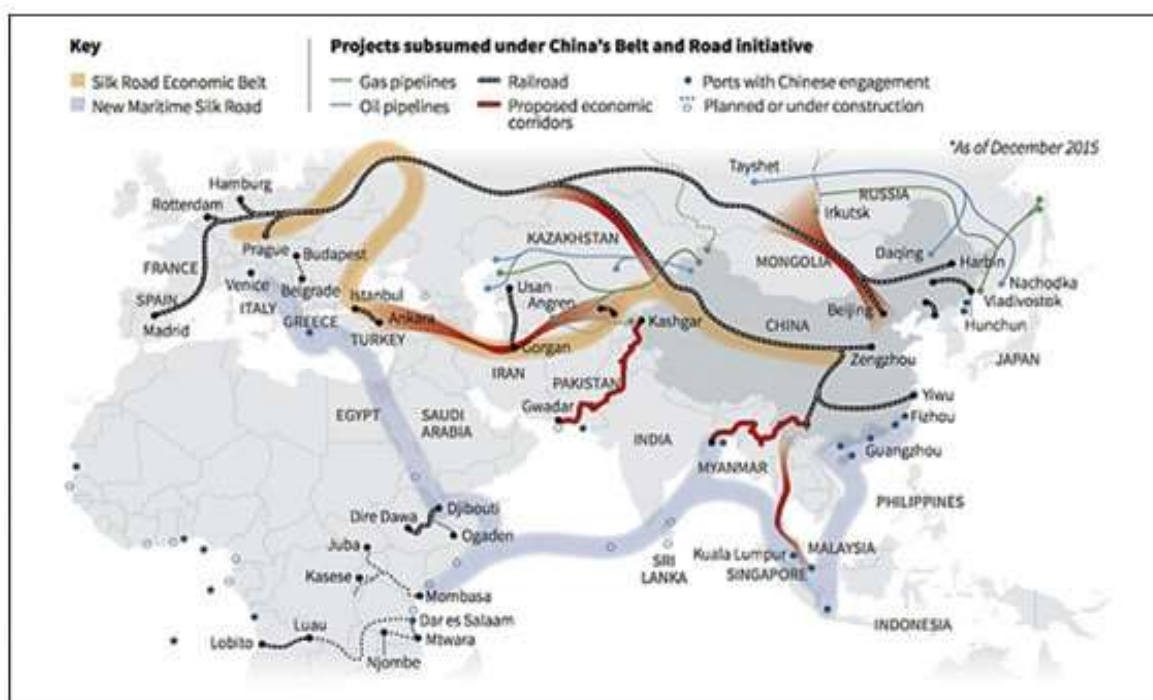 Key
Silk Road Economic Belt
New Maritime Silk Road
Projects subsumed under China's Belt and Road initiative
Gas pipelines
Oil pipelines
Railroad
Proposed economic
corridors
Ports with Chinese engagement
Planned or under construction
*As of December 2015
Tayshet
Hamburg
Rotterdam
RUSSIA
Irkutsk
KAZAKHSTAN
Prague
Budapest
MONGOLIA
Daqing
Harbin
FRANCE
Venice
Belgrade
Istanbul
Usan
Angren
Nachodka
Vladivostok
SPAIN
ITALY
GREECE
Ankara
TURKEY
Kashgar
Beijing
Hunchun
Madrid
CHINA
Gorgan
Zengzhou
JAPAN
IRAN
PAKISTAN
Gwadar
Yiwu
Fizhou
EGYPT
SAUDI
ARABIA
INDIA
MYANMAR
Guangzhou
PHILIPPINES
Djibouti
Dire Dawa
Ogaden
Juba
SRI
LANKA
Kuala Lumpur
MALAYSIA
SINGAPORE
Kasese
Mombasa
Dar es Salaam
INDONESIA
Luau
Lobito
Mtwara
Njombe